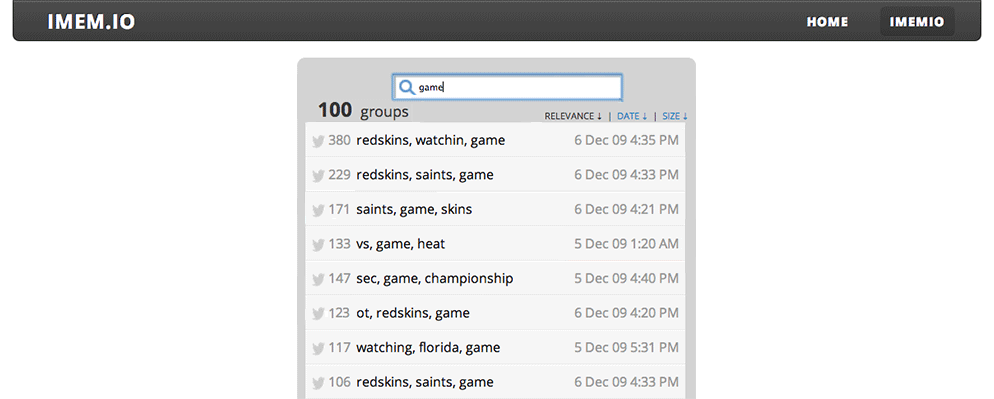 IMEM.IO HOME IMEMIO
game
100 groups RELEVANCE ↓ | DATE ↓ | SIZE ↓
380 redskins, watchin, game 6 Dec 09 4:35 PM
229 redskins, saints, game 6 Dec 09 4:33 PM
171 saints, game, skins 6 Dec 09 4:21 PM
133 vs, game, heat 5 Dec 09 1:20 AM
147 sec, game, championship 5 Dec 09 4:40 PM
123 ot, redskins, game 6 Dec 09 4:20 PM
117 watching, florida, game 5 Dec 09 5:31 PM
106 redskins, saints, game 6 Dec 09 4:33 PM